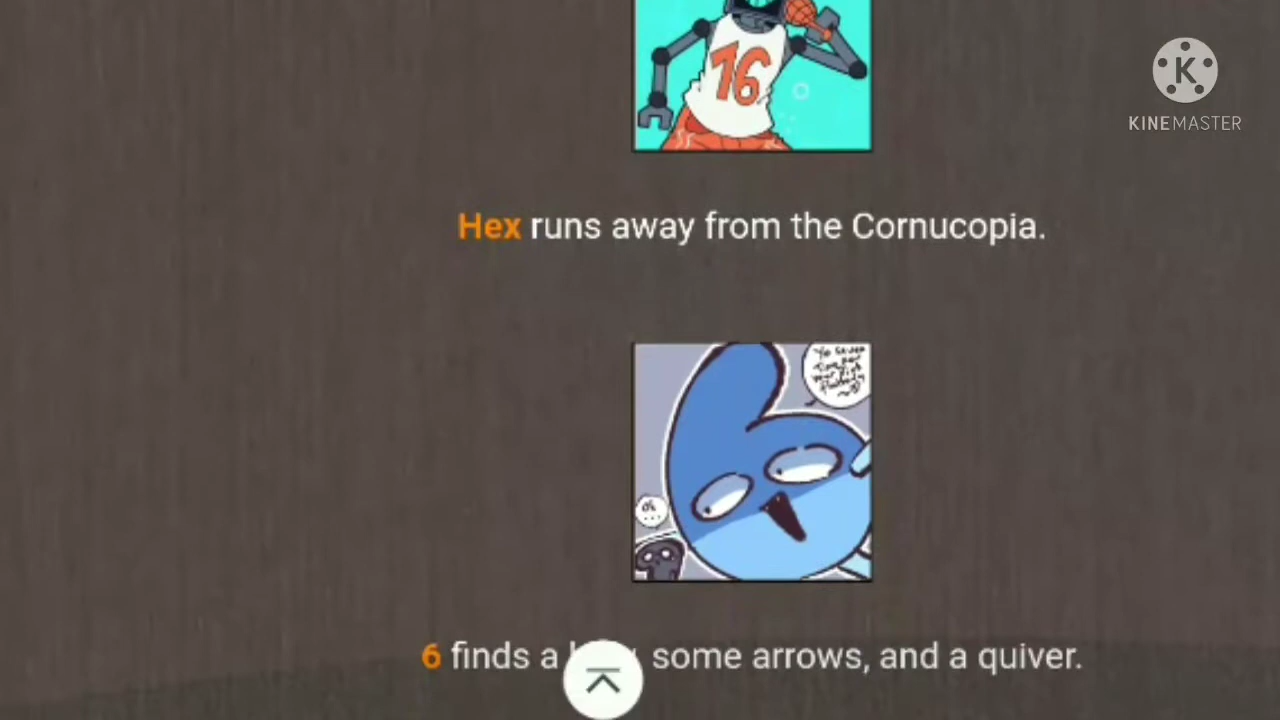 16
KINEMASTER
Hex runs away from the Cornucopia.
6 finds a some arrows, and a quiver.